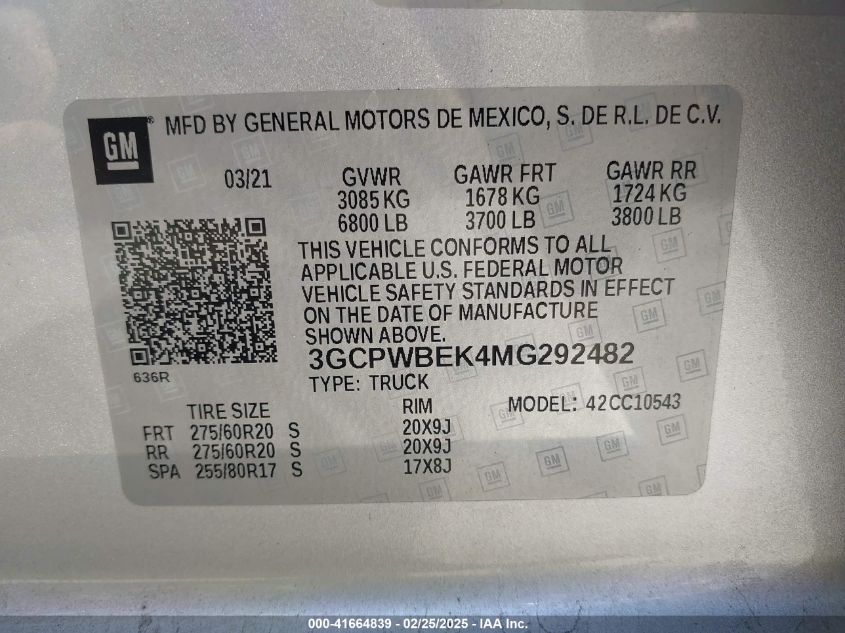 GM® MFD BY GENERAL MOTORS DE MEXICO, S. DE R.L. DE C.V.
03/21 GVWR GAWR FRT GAWR RR
3085 KG 1678 KG 1724 KG
6800 LB 3700 LB 3800 LB
THIS VEHICLE CONFORMS TO ALL
APPLICABLE U.S. FEDERAL MOTOR
VEHICLE SAFETY STANDARDS IN EFFECT
ON THE DATE OF MANUFACTURE
SHOWN ABOVE.
3GCPWBEK4MG292482
636R
TYPE: TRUCK
TIRE SIZE RIM MODEL: 42CC10543
FRT 275/60R20 S 20X9J
RR 275/60R20 S 20X9J
SPA 255/80R17 S 17X8J
000-41664839 - 02/25/2025 - IAA Inc.